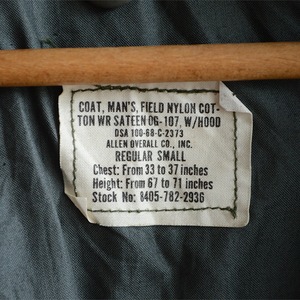 COAT, MAN'S, FIELD NYLON COT-
TON WR SATEEN OG-107, W/HOOD
DSA 100-68-C-2373
ALLEN OVERALL CO., INC.
REGULAR SMALL
Chest: From 33 to 37 inches
Height: From 67 to 71 inches
Stock No: 8405-782-2936